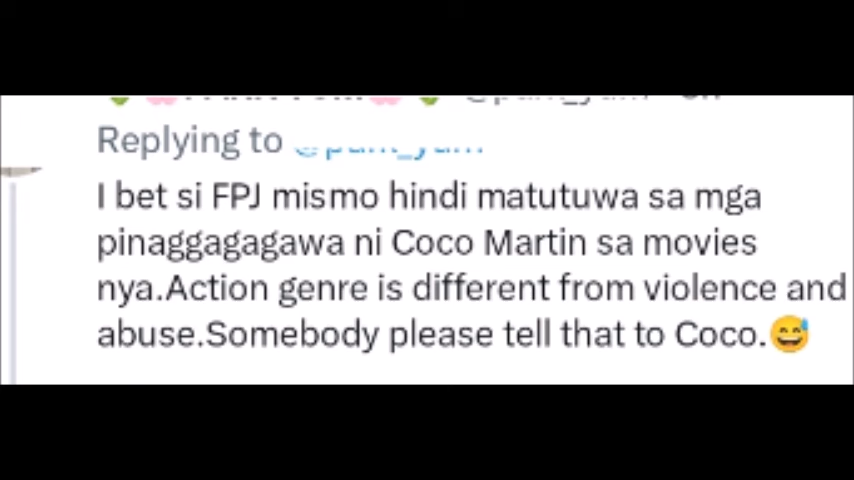 Replying to
I bet si FPJ mismo hindi matutuwa sa mga
pinaggagagawa ni Coco Martin sa movies
nya.Action genre is different from violence and
abuse.Somebody please tell that to Coco.😅